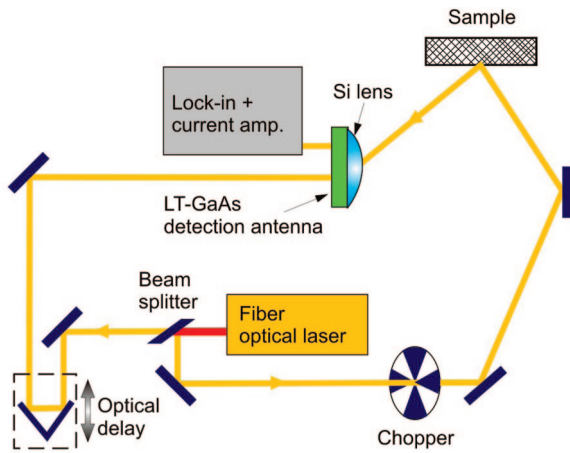 Sample
Si lens
Lock-in +
current amp.
LT-GaAs
detection antenna
Beam
splitter
Fiber
optical laser
Optical
delay
Chopper